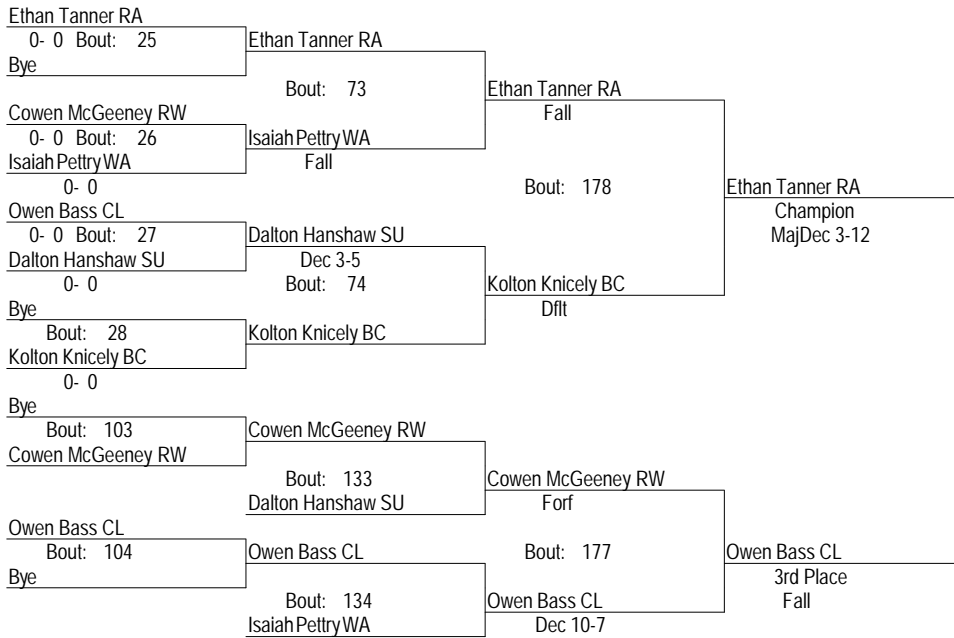 Ethan Tanner RA
0- 0 Bout: 25
Ethan Tanner RA
Bye
Bout: 73
Ethan Tanner RA
Cowen McGeeney RW
Fall
0- 0 Bout: 26
Isaiah Pettry WA
Isaiah Pettry WA
Fall
0- 0
Bout: 178
Ethan Tanner RA
Owen Bass CL
Champion
0- 0 Bout: 27
Dalton Hanshaw SU
MajDec 3-12
Dalton Hanshaw SU
Dec 3-5
0- 0
Bout: 74
Kolton Knicely BC
Bye
Dflt
Bout: 28
Kolton Knicely BC
Kolton Knicely BC
0- 0
Bye
Bout: 103
Cowen McGeeney RW
Cowen McGeeney RW
Bout: 133
Cowen McGeeney RW
Dalton Hanshaw SU
Forf
Owen Bass CL
Bout: 104
Owen Bass CL
Bout: 177
Owen Bass CL
Bye
3rd Place
Bout: 134
Owen Bass CL
Fall
Isaiah Pettry WA
Dec 10-7